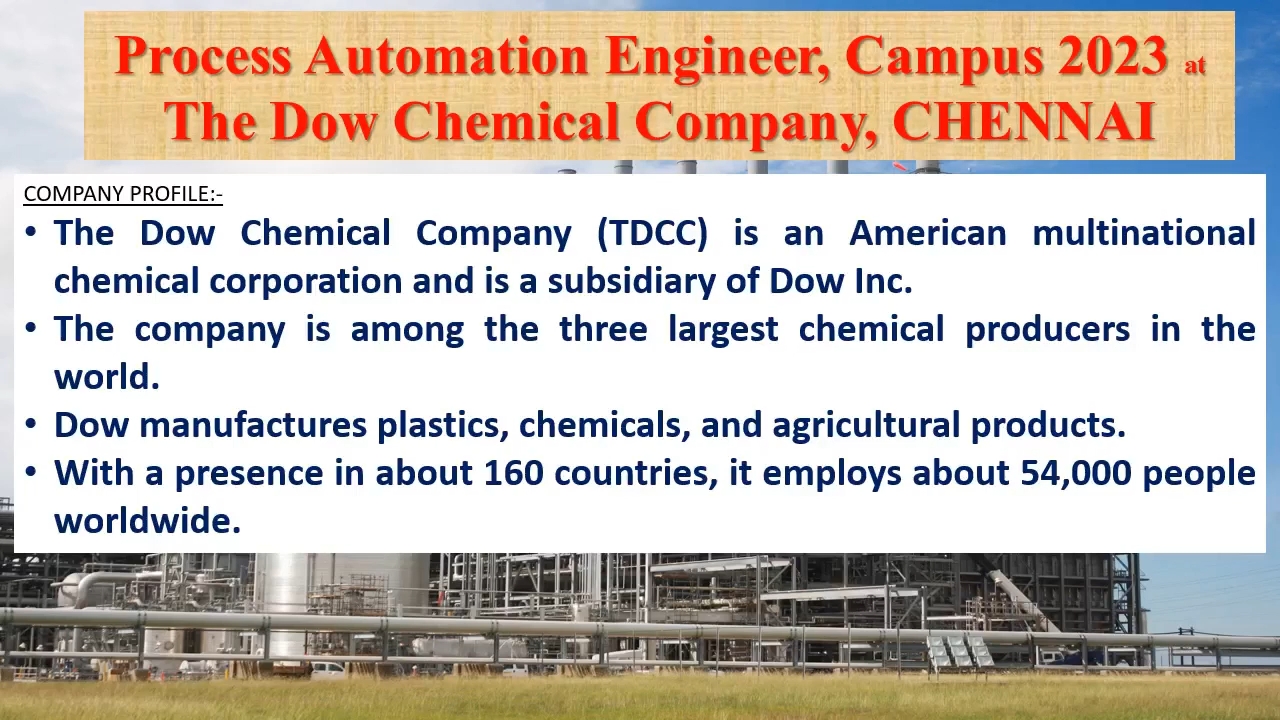 Process Automation Engineer, Campus 2023 at
The Dow Chemical Company, CHENNAI
COMPANY PROFILE:-
• The Dow Chemical Company (TDCC) is an American multinational
chemical corporation and is a subsidiary of Dow Inc.
• The company is among the three largest chemical producers in the
world.
• Dow manufactures plastics, chemicals, and agricultural products.
• With a presence in about 160 countries, it employs about 54,000 people
worldwide.